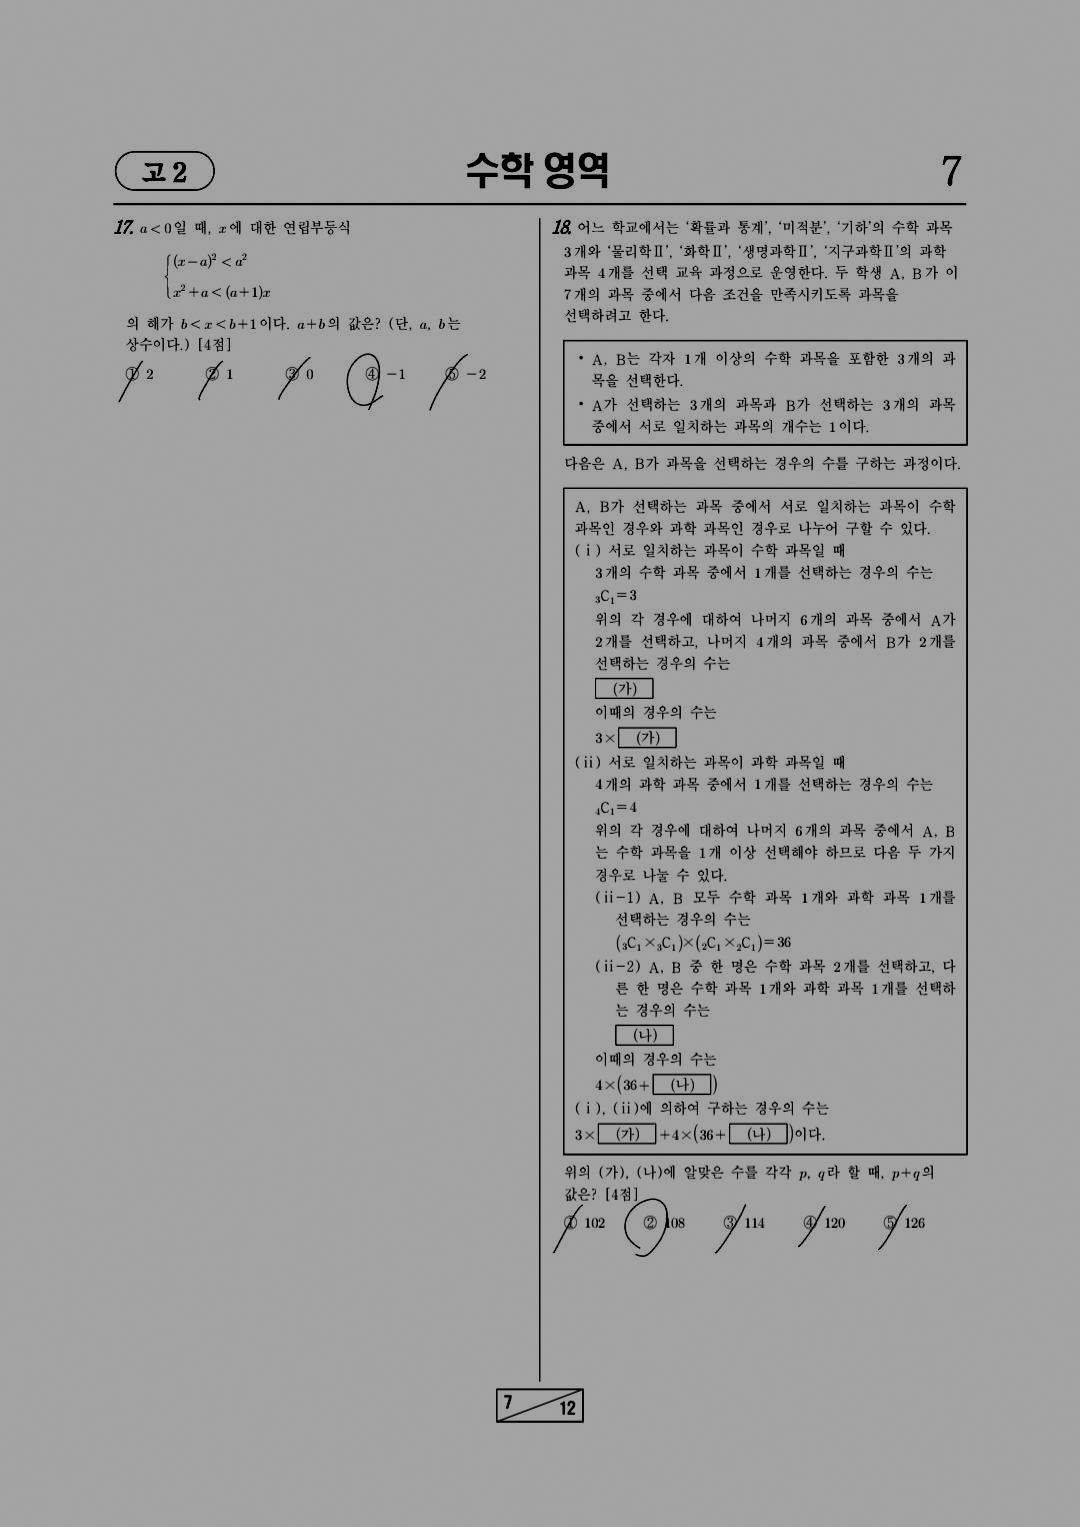 고 2
수학 영역
7
17. a<0일 때, x에 대한 연립부등식
(x-a)²<a²
x²+a<(a+1)x
의 해가 b<x<b+1이다. a+b의 값은? (단, a, b는
상수이다.) [4점]
① 2 ② 1 ③ 0 ④ -1 ⑤ -2
18. 어느 학교에서는 '확률과 통계', '미적분', '기하'의 수학 과목
3개와 '물리학Ⅱ', '화학Ⅱ', '생명과학Ⅱ', '지구과학Ⅱ'의 과학
과목 4개를 선택 교육 과정으로 운영한다. 두 학생 A, B가 이
7개의 과목 중에서 다음 조건을 만족시키도록 과목을
선택하려고 한다.
• A, B는 각자 1개 이상의 수학 과목을 포함한 3개의 과
목을 선택한다.
• A가 선택하는 3개의 과목과 B가 선택하는 3개의 과목
중에서 서로 일치하는 과목의 개수는 1이다.
다음은 A, B가 과목을 선택하는 경우의 수를 구하는 과정이다.
A, B가 선택하는 과목 중에서 서로 일치하는 과목이 수학
과목인 경우와 과학 과목인 경우로 나누어 구할 수 있다.
(ⅰ) 서로 일치하는 과목이 수학 과목일 때
3개의 수학 과목 중에서 1개를 선택하는 경우의 수는
₃C₁=3
위의 각 경우에 대하여 나머지 6개의 과목 중에서 A가
2개를 선택하고, 나머지 4개의 과목 중에서 B가 2개를
선택하는 경우의 수는
(가)
이때의 경우의 수는
3× (가)
(ⅱ) 서로 일치하는 과목이 과학 과목일 때
4개의 과학 과목 중에서 1개를 선택하는 경우의 수는
₄C₁=4
위의 각 경우에 대하여 나머지 6개의 과목 중에서 A, B
는 수학 과목을 1개 이상 선택해야 하므로 다음 두 가지
경우로 나눌 수 있다.
(ⅱ-1) A, B 모두 수학 과목 1개와 과학 과목 1개를
선택하는 경우의 수는
(₃C₁×₃C₁)×(₂C₁×₂C₁)=36
(ⅱ-2) A, B 중 한 명은 수학 과목 2개를 선택하고, 다
른 한 명은 수학 과목 1개와 과학 과목 1개를 선택하
는 경우의 수는
(나)
이때의 경우의 수는
4×(36+ (나) )
(ⅰ), (ⅱ)에 의하여 구하는 경우의 수는
3× (가) +4×(36+ (나) )이다.
위의 (가), (나)에 알맞은 수를 각각 p, q라 할 때, p+q의
값은? [4점]
① 102 ② 108 ③ 114 ④ 120 ⑤ 126
7
12